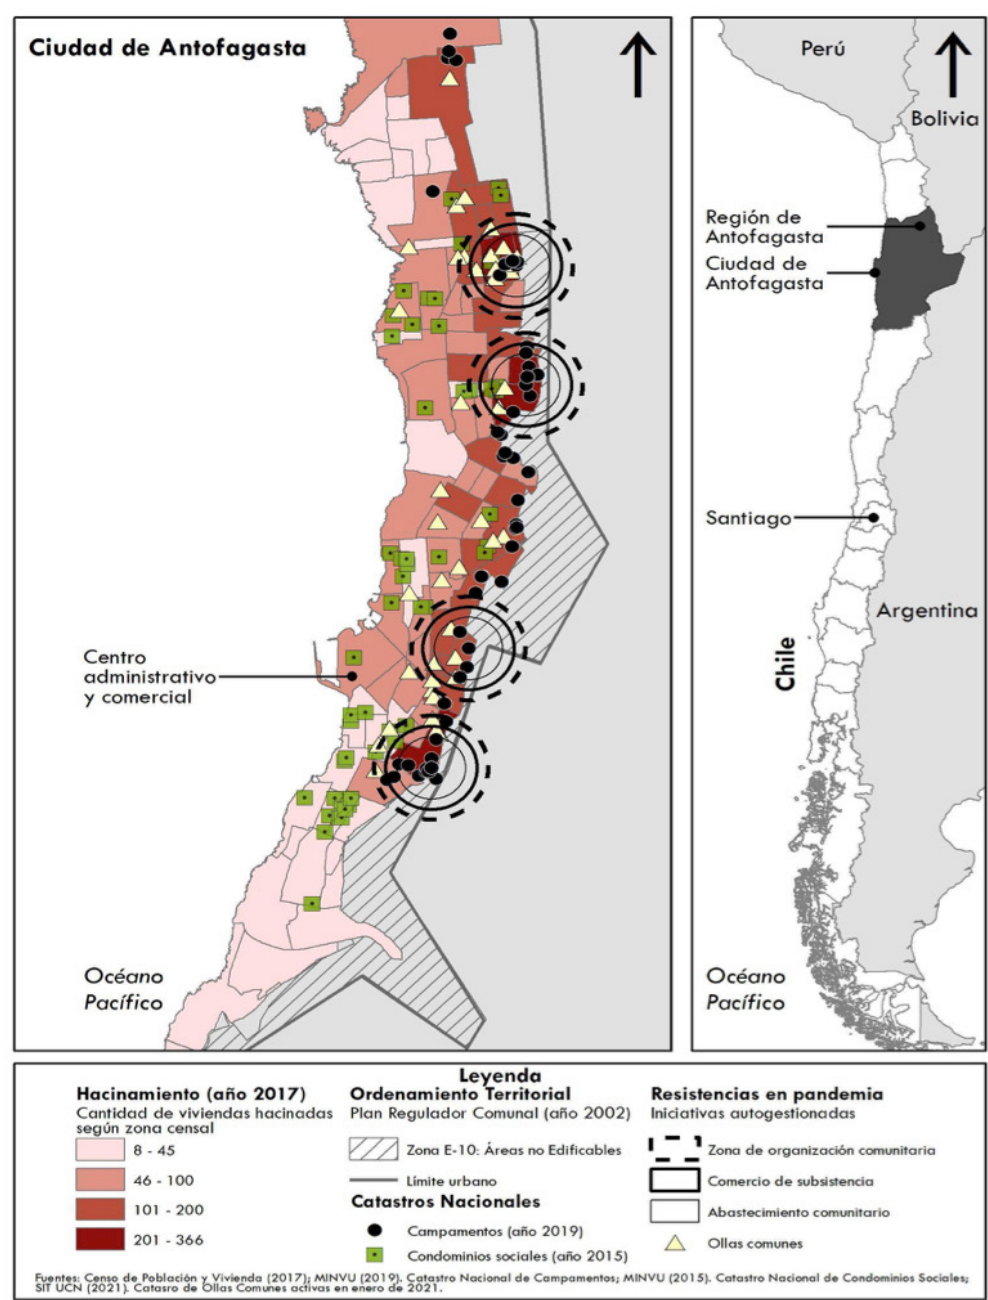 Ciudad de Antofagasta
Centro
administrativo
y comercial
Océano
Pacífico
Perú
Bolivia
Región de
Antofagasta
Ciudad de
Antofagasta
Santiago
Argentina
Chile
Océano
Pacífico
Leyenda
Hacinamiento (año 2017)
Cantidad de viviendas hacinadas
según zona censal
8 - 45
46 - 100
101 - 200
201 - 366
Ordenamiento Territorial
Plan Regulador Comunal (año 2002)
Zona E-10: Áreas no Edificables
Límite urbano
Catastros Nacionales
Campamentos (año 2019)
Condominios sociales (año 2015)
Resistencias en pandemia
Iniciativas autogestionadas
Zona de organización comunitaria
Comercio de subsistencia
Abastecimiento comunitario
Ollas comunes
Fuentes: Censo de Población y Vivienda (2017); MINVU (2019). Catastro Nacional de Campamentos; MINVU (2015). Catastro Nacional de Condominios Sociales;
SIT UCN (2021). Catasro de Ollas Comunes activas en enero de 2021.